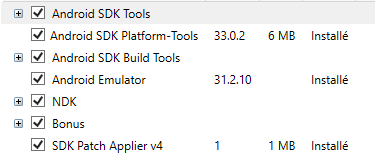 Android SDK Tools
Android SDK Platform-Tools 33.0.2 6 MB Installé
Android SDK Build Tools
Android Emulator 31.2.10 Installé
NDK
Bonus
SDK Patch Applier v4 1 1 MB Installé